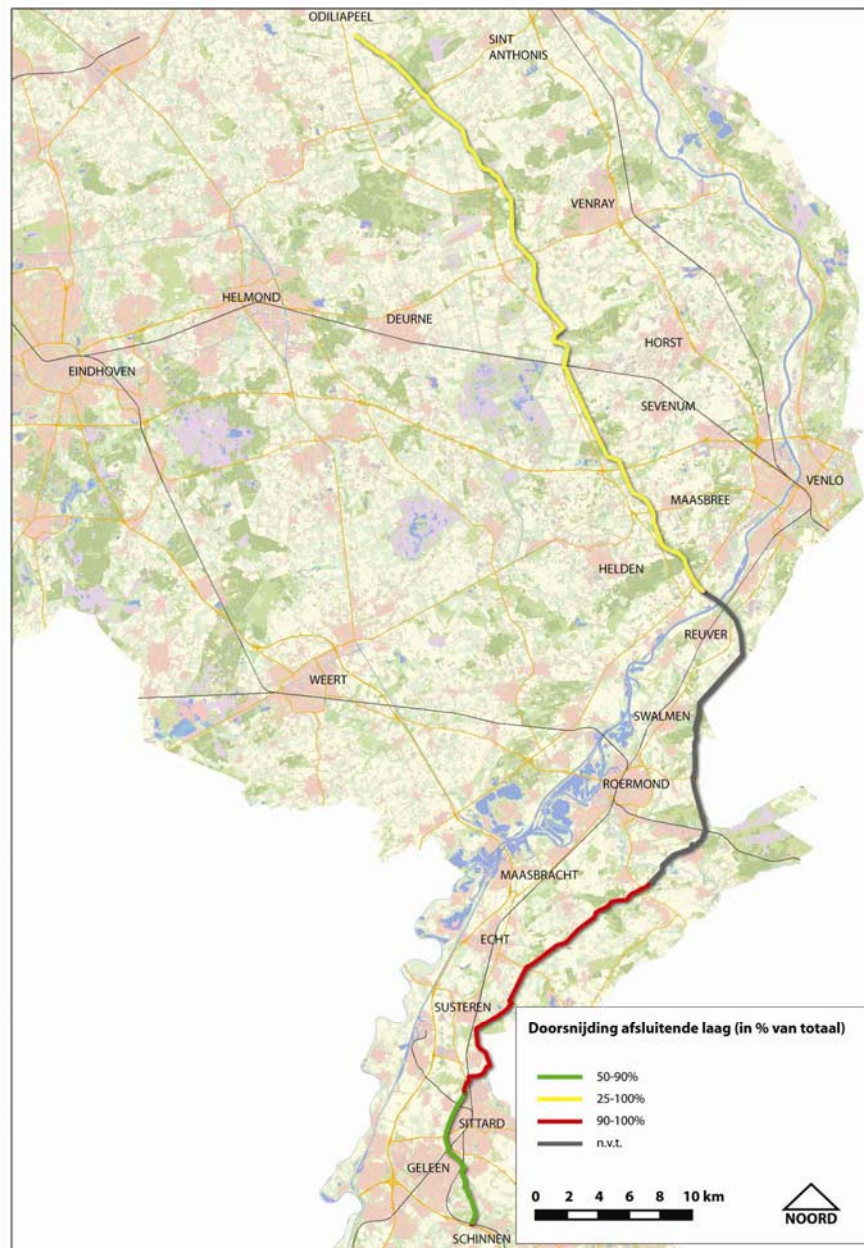 ODILIAPEEL
SINT
ANTHONIS
VENRAY
HELMOND
DEURNE
HORST
EINDHOVEN
SEVENUM
VENLO
MAASBREE
HELDEN
REUVER
WEERT
SWALMEN
ROERMOND
MAASBRACHT
ECHT
SUSTEREN
SITTARD
GELEEN
SCHINNEN
Doorsnijding afsluitende laag (in % van totaal)
50-90%
25-100%
90-100%
n.v.t.
0 2 4 6 8 10 km
NOORD